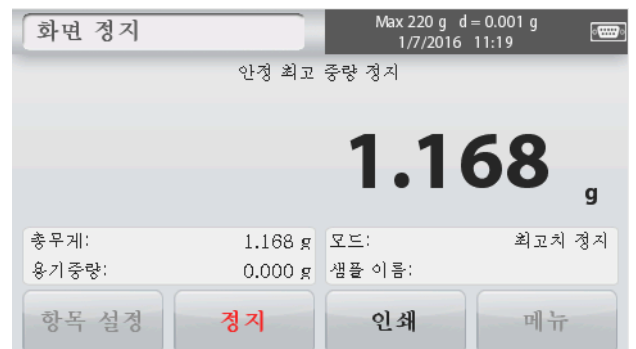 화면 정지
Max 220 g d = 0.001 g
1/7/2016 11:19
안정 최고 중량 정지
1.168 g
총무게: 1.168 g
용기중량: 0.000 g
모드: 최고치 정지
샘플 이름:
항목 설정 정지 인쇄 메뉴